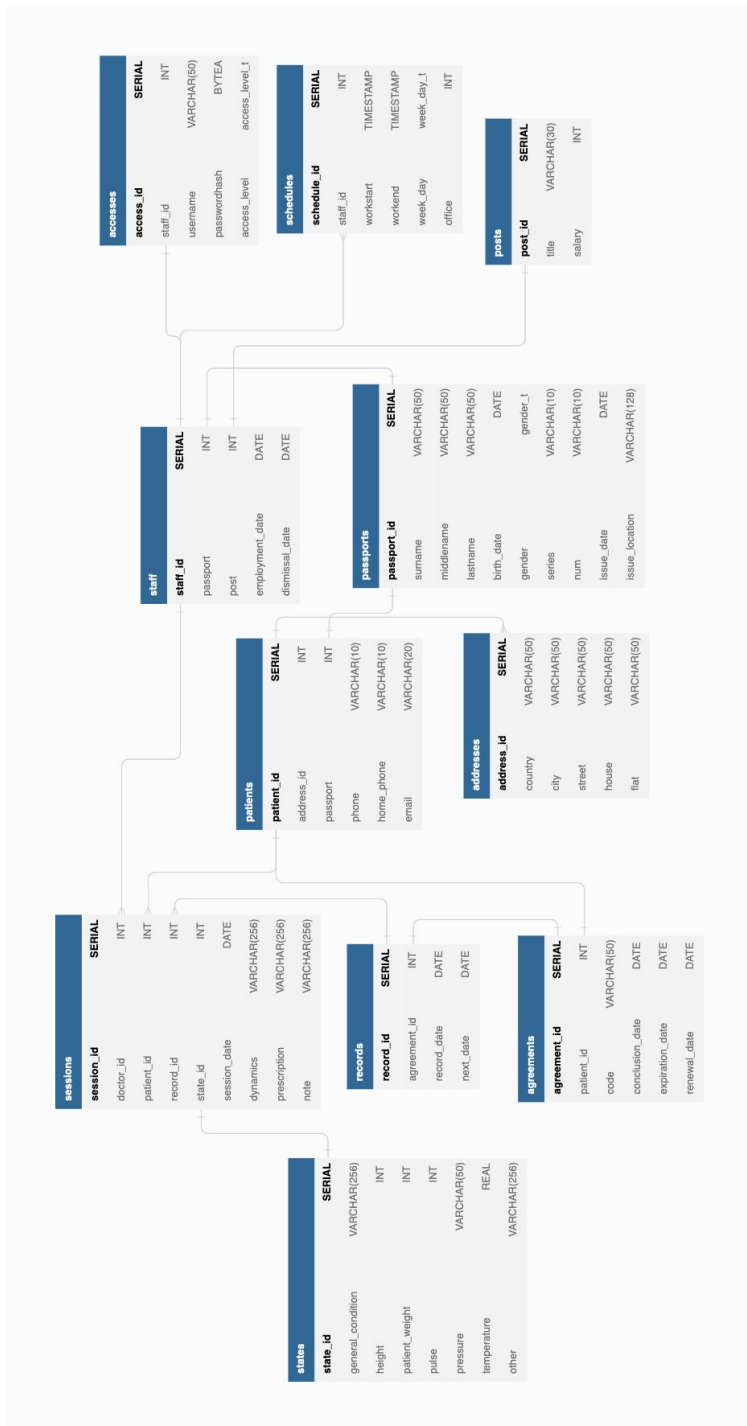 accesses
access_id SERIAL
staff_id INT
username VARCHAR(50)
passwordhash BYTEA
access_level access_level_t
schedules
schedule_id SERIAL
staff_id INT
workstart TIMESTAMP
workend TIMESTAMP
week_day week_day_t
office INT
posts
post_id SERIAL
title VARCHAR(30)
salary INT
staff
staff_id SERIAL
passport INT
post INT
employment_date DATE
dismissal_date DATE
passports
passport_id SERIAL
surname VARCHAR(50)
middlename VARCHAR(50)
lastname VARCHAR(50)
birth_date DATE
gender gender_t
series VARCHAR(10)
num VARCHAR(10)
issue_date DATE
issue_location VARCHAR(128)
patients
patient_id SERIAL
address_id INT
passport INT
phone VARCHAR(10)
home_phone VARCHAR(10)
email VARCHAR(20)
addresses
address_id SERIAL
country VARCHAR(50)
city VARCHAR(50)
street VARCHAR(50)
house VARCHAR(50)
flat VARCHAR(50)
sessions
session_id SERIAL
doctor_id INT
patient_id INT
record_id INT
state_id INT
session_date DATE
dynamics VARCHAR(256)
prescription VARCHAR(256)
note VARCHAR(256)
records
record_id SERIAL
agreement_id INT
record_date DATE
next_date DATE
agreements
agreement_id SERIAL
patient_id INT
code VARCHAR(50)
conclusion_date DATE
expiration_date DATE
renewal_date DATE
states
state_id SERIAL
general_condition VARCHAR(256)
height INT
patient_weight INT
pulse INT
pressure VARCHAR(50)
temperature REAL
other VARCHAR(256)